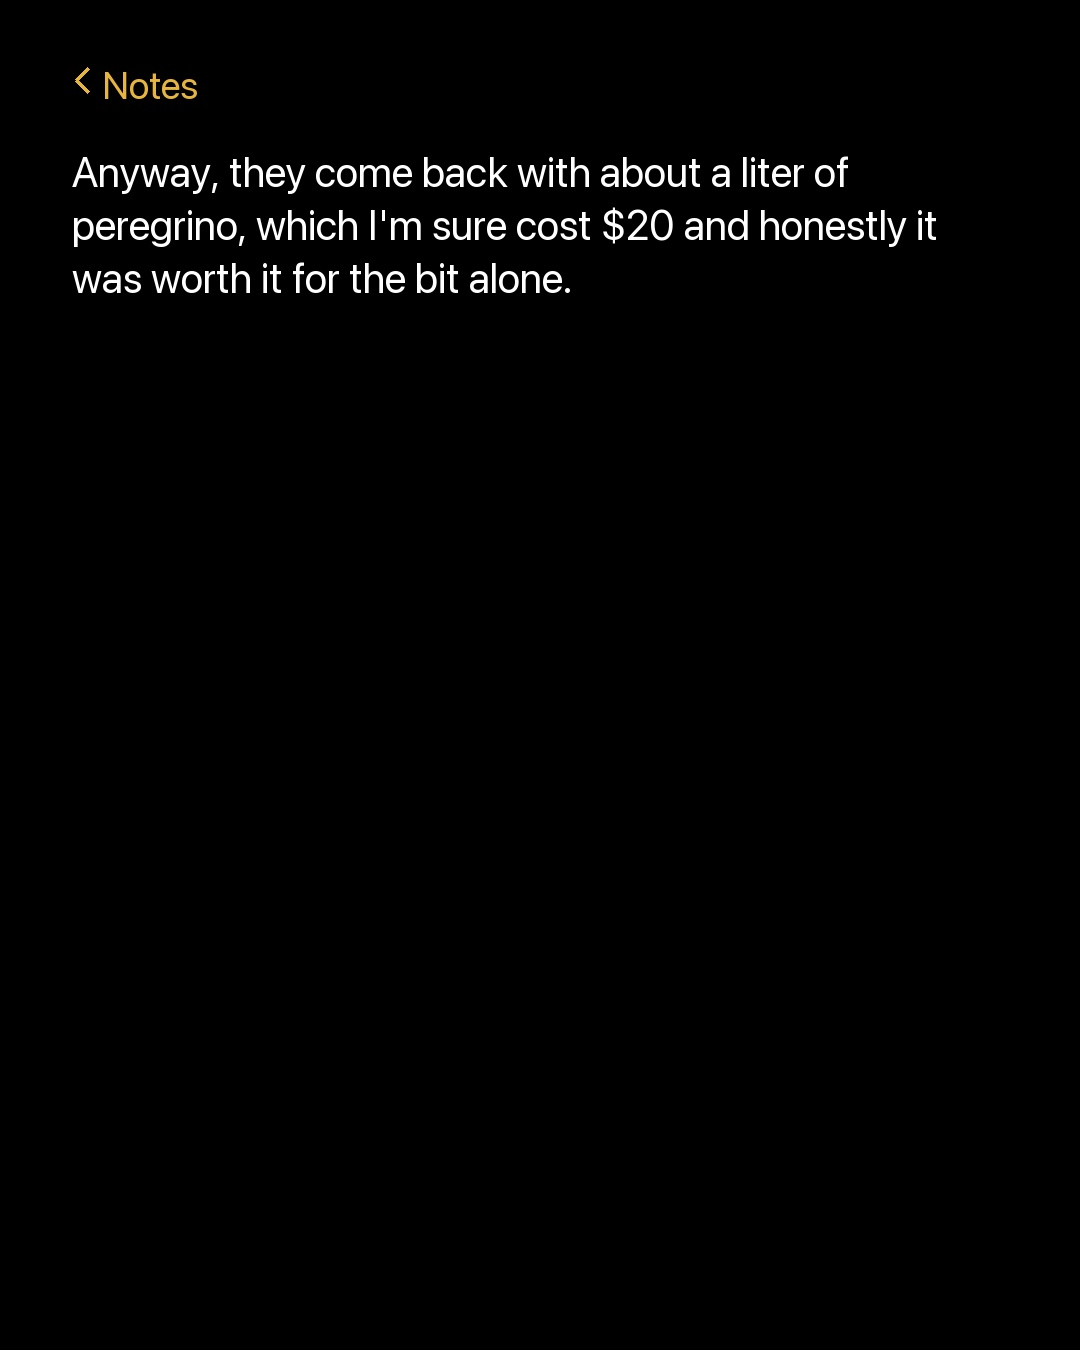 Notes
Anyway, they come back with about a liter of
peregrino, which I'm sure cost $20 and honestly it
was worth it for the bit alone.